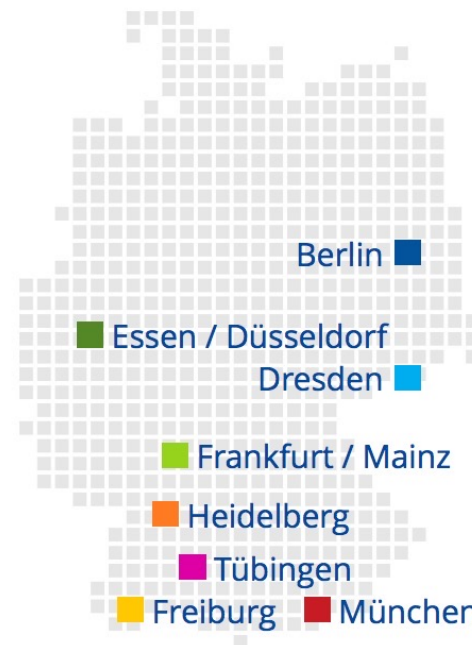 Berlin
Essen / Düsseldorf
Dresden
Frankfurt / Mainz
Heidelberg
Tübingen
Freiburg
München